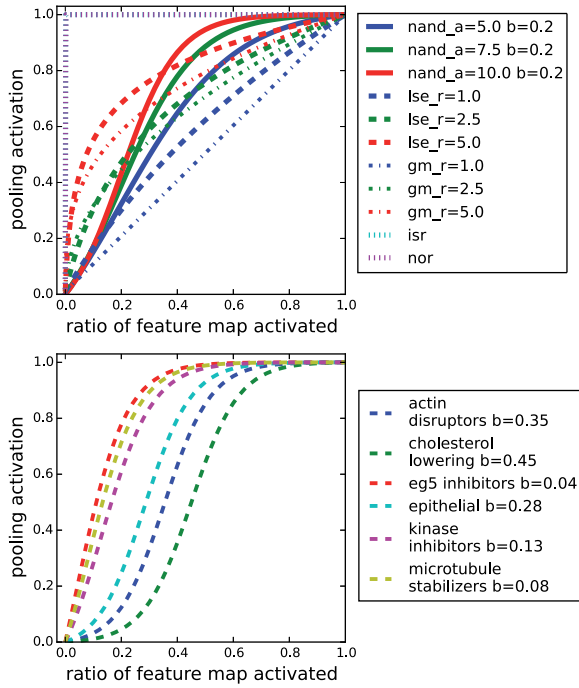 1.0
0.8
0.6
0.4
0.2
0.0
0.0 0.2 0.4 0.6 0.8 1.0
pooling activation
ratio of feature map activated
nand_a=5.0 b=0.2
nand_a=7.5 b=0.2
nand_a=10.0 b=0.2
lse_r=1.0
lse_r=2.5
lse_r=5.0
gm_r=1.0
gm_r=2.5
gm_r=5.0
isr
nor
1.0
0.8
0.6
0.4
0.2
0.0
0.0 0.2 0.4 0.6 0.8 1.0
pooling activation
ratio of feature map activated
actin
disruptors b=0.35
cholesterol
lowering b=0.45
eg5 inhibitors b=0.04
epithelial b=0.28
kinase
inhibitors b=0.13
microtubule
stabilizers b=0.08